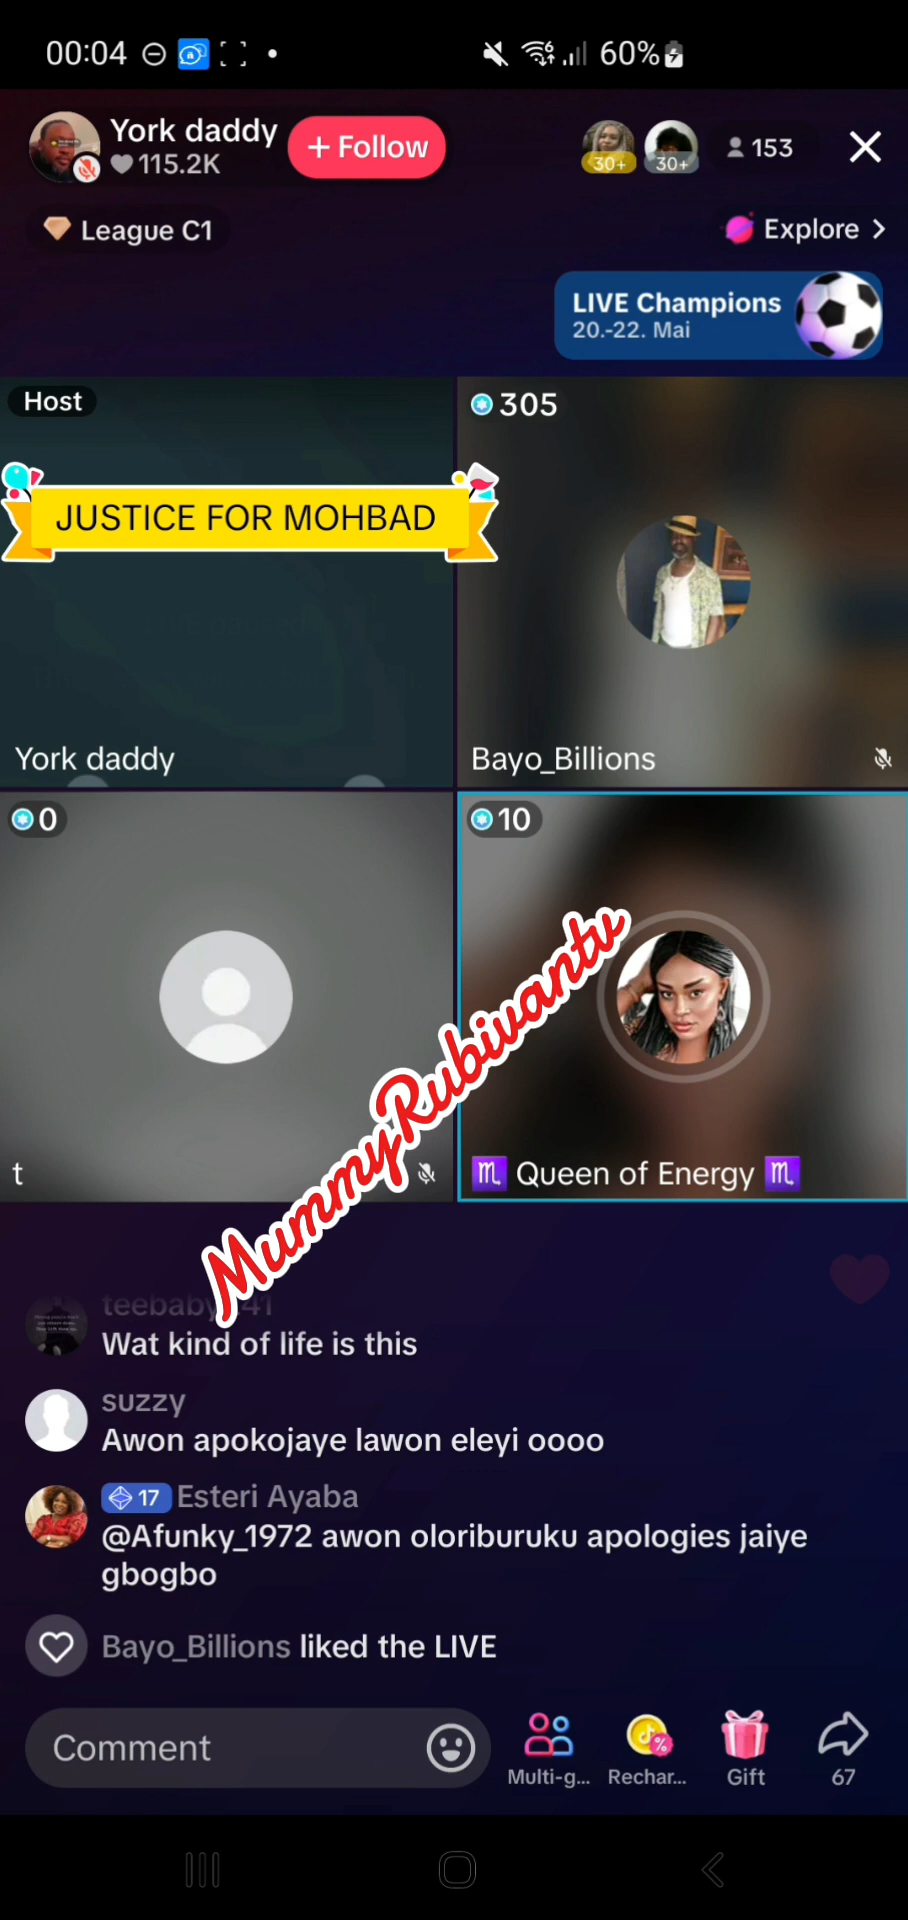 00:04
60%
York daddy
115.2K
+ Follow
30+
30+
153
League C1
Explore >
LIVE Champions
20.-22. Mai
Host
305
JUSTICE FOR MOHBAD
York daddy
Bayo_Billions
0
10
MummyRubivantv
t
Queen of Energy
Wat kind of life is this
suzzy
Awon apokojaye lawon eleyi oooo
17 Esteri Ayaba
@Afunky_1972 awon oloriburuku apologies jaiye
gbogbo
Bayo_Billions liked the LIVE
Comment
Multi-g...
Rechar...
Gift
67